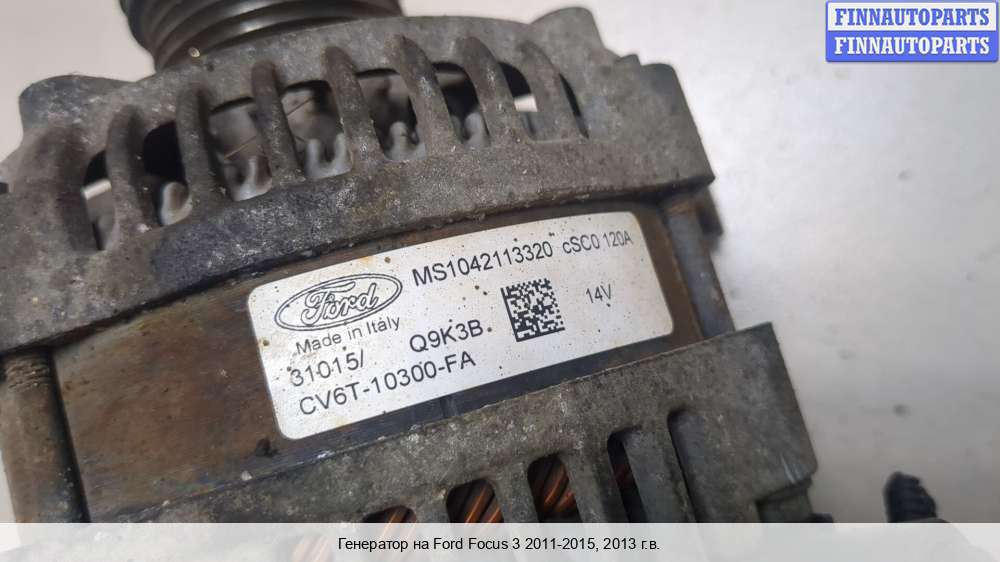 FINNAUTOPARTS
FINNAUTOPARTS
MS1042113320 cSC0 120A
Ford
14V
Made in Italy
Q9K3B
31015/
CV6T-10300-FA
Генератор на Ford Focus 3 2011-2015, 2013 г.в.